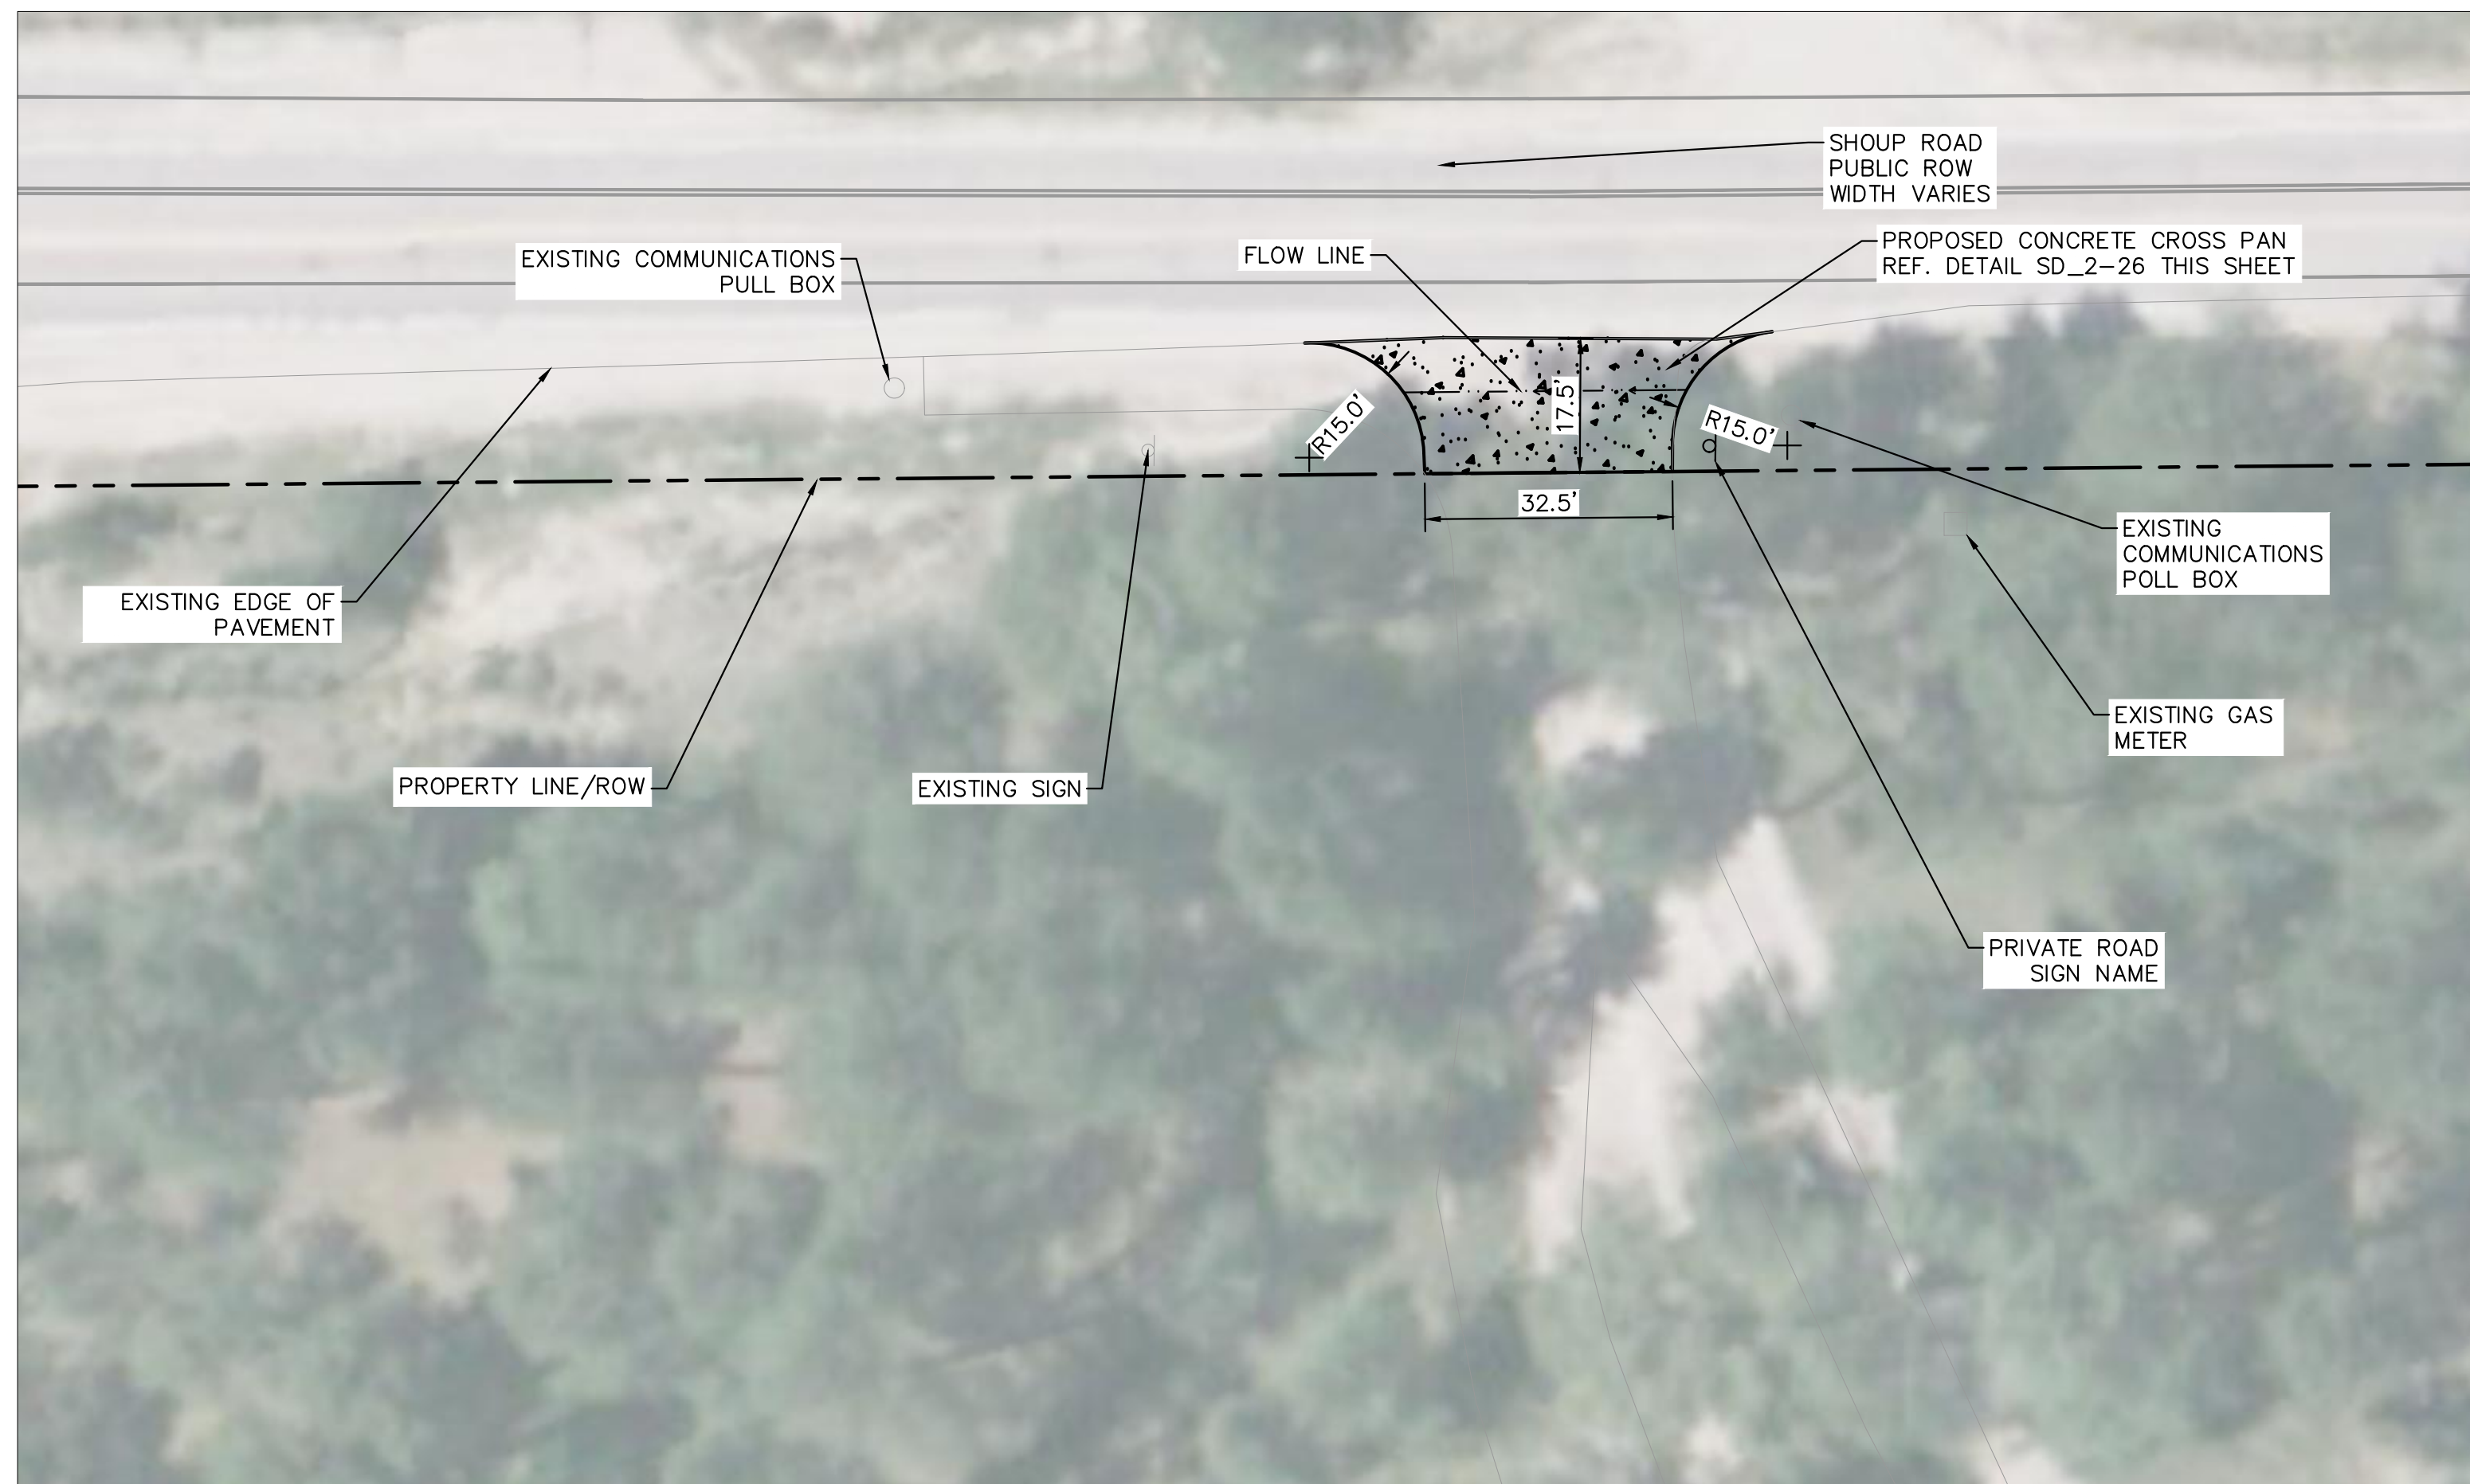 SHOUP ROAD
PUBLIC ROW
WIDTH VARIES
EXISTING COMMUNICATIONS
PULL BOX
FLOW LINE
PROPOSED CONCRETE CROSS PAN
REF. DETAIL SD_2-26 THIS SHEET
R15.0'
17.5'
R15.0'
32.5'
EXISTING
COMMUNICATIONS
POLL BOX
EXISTING EDGE OF
PAVEMENT
EXISTING GAS
METER
PROPERTY LINE/ROW
EXISTING SIGN
PRIVATE ROAD
SIGN NAME